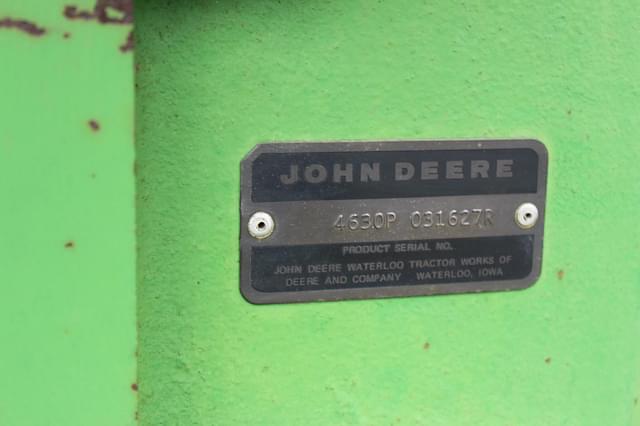 JOHN DEERE
4630P 031627R
PRODUCT SERIAL NO.
JOHN DEERE WATERLOO TRACTOR WORKS OF
DEERE AND COMPANY WATERLOO, IOWA